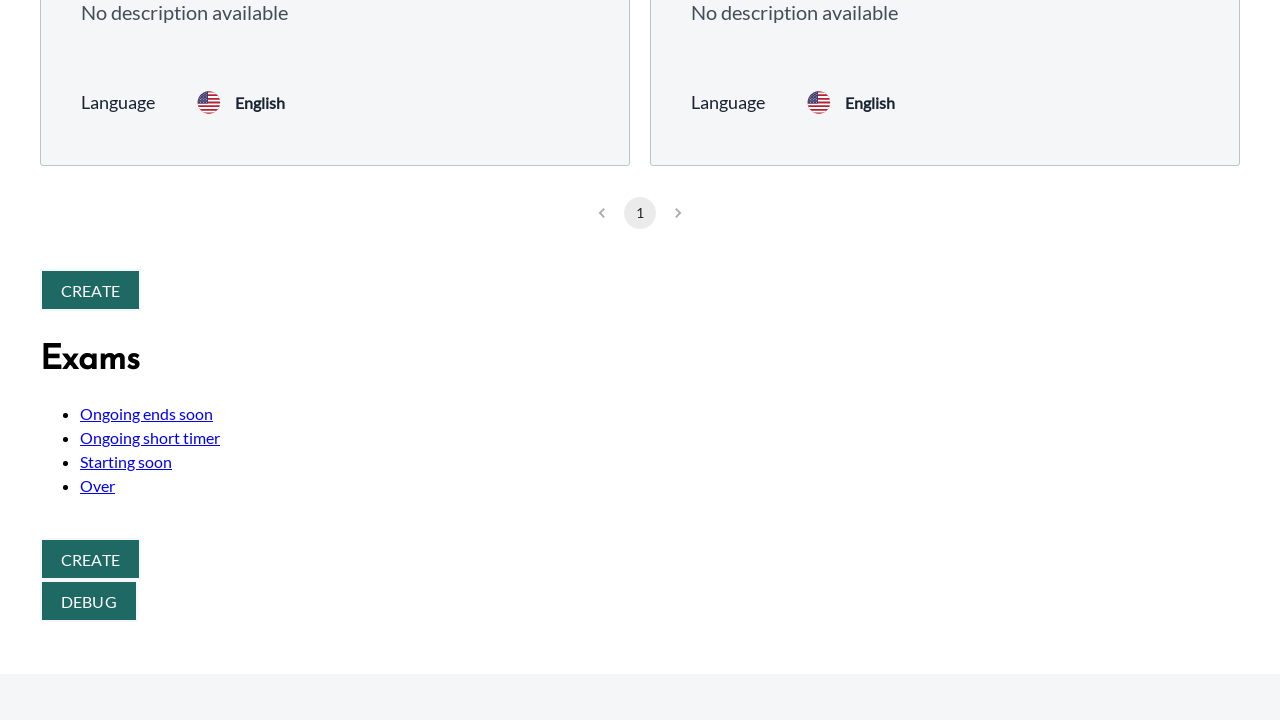 No description available No description available
Language English Language English
1
CREATE
Exams
Ongoing ends soon
Ongoing short timer
Starting soon
Over
CREATE
DEBUG